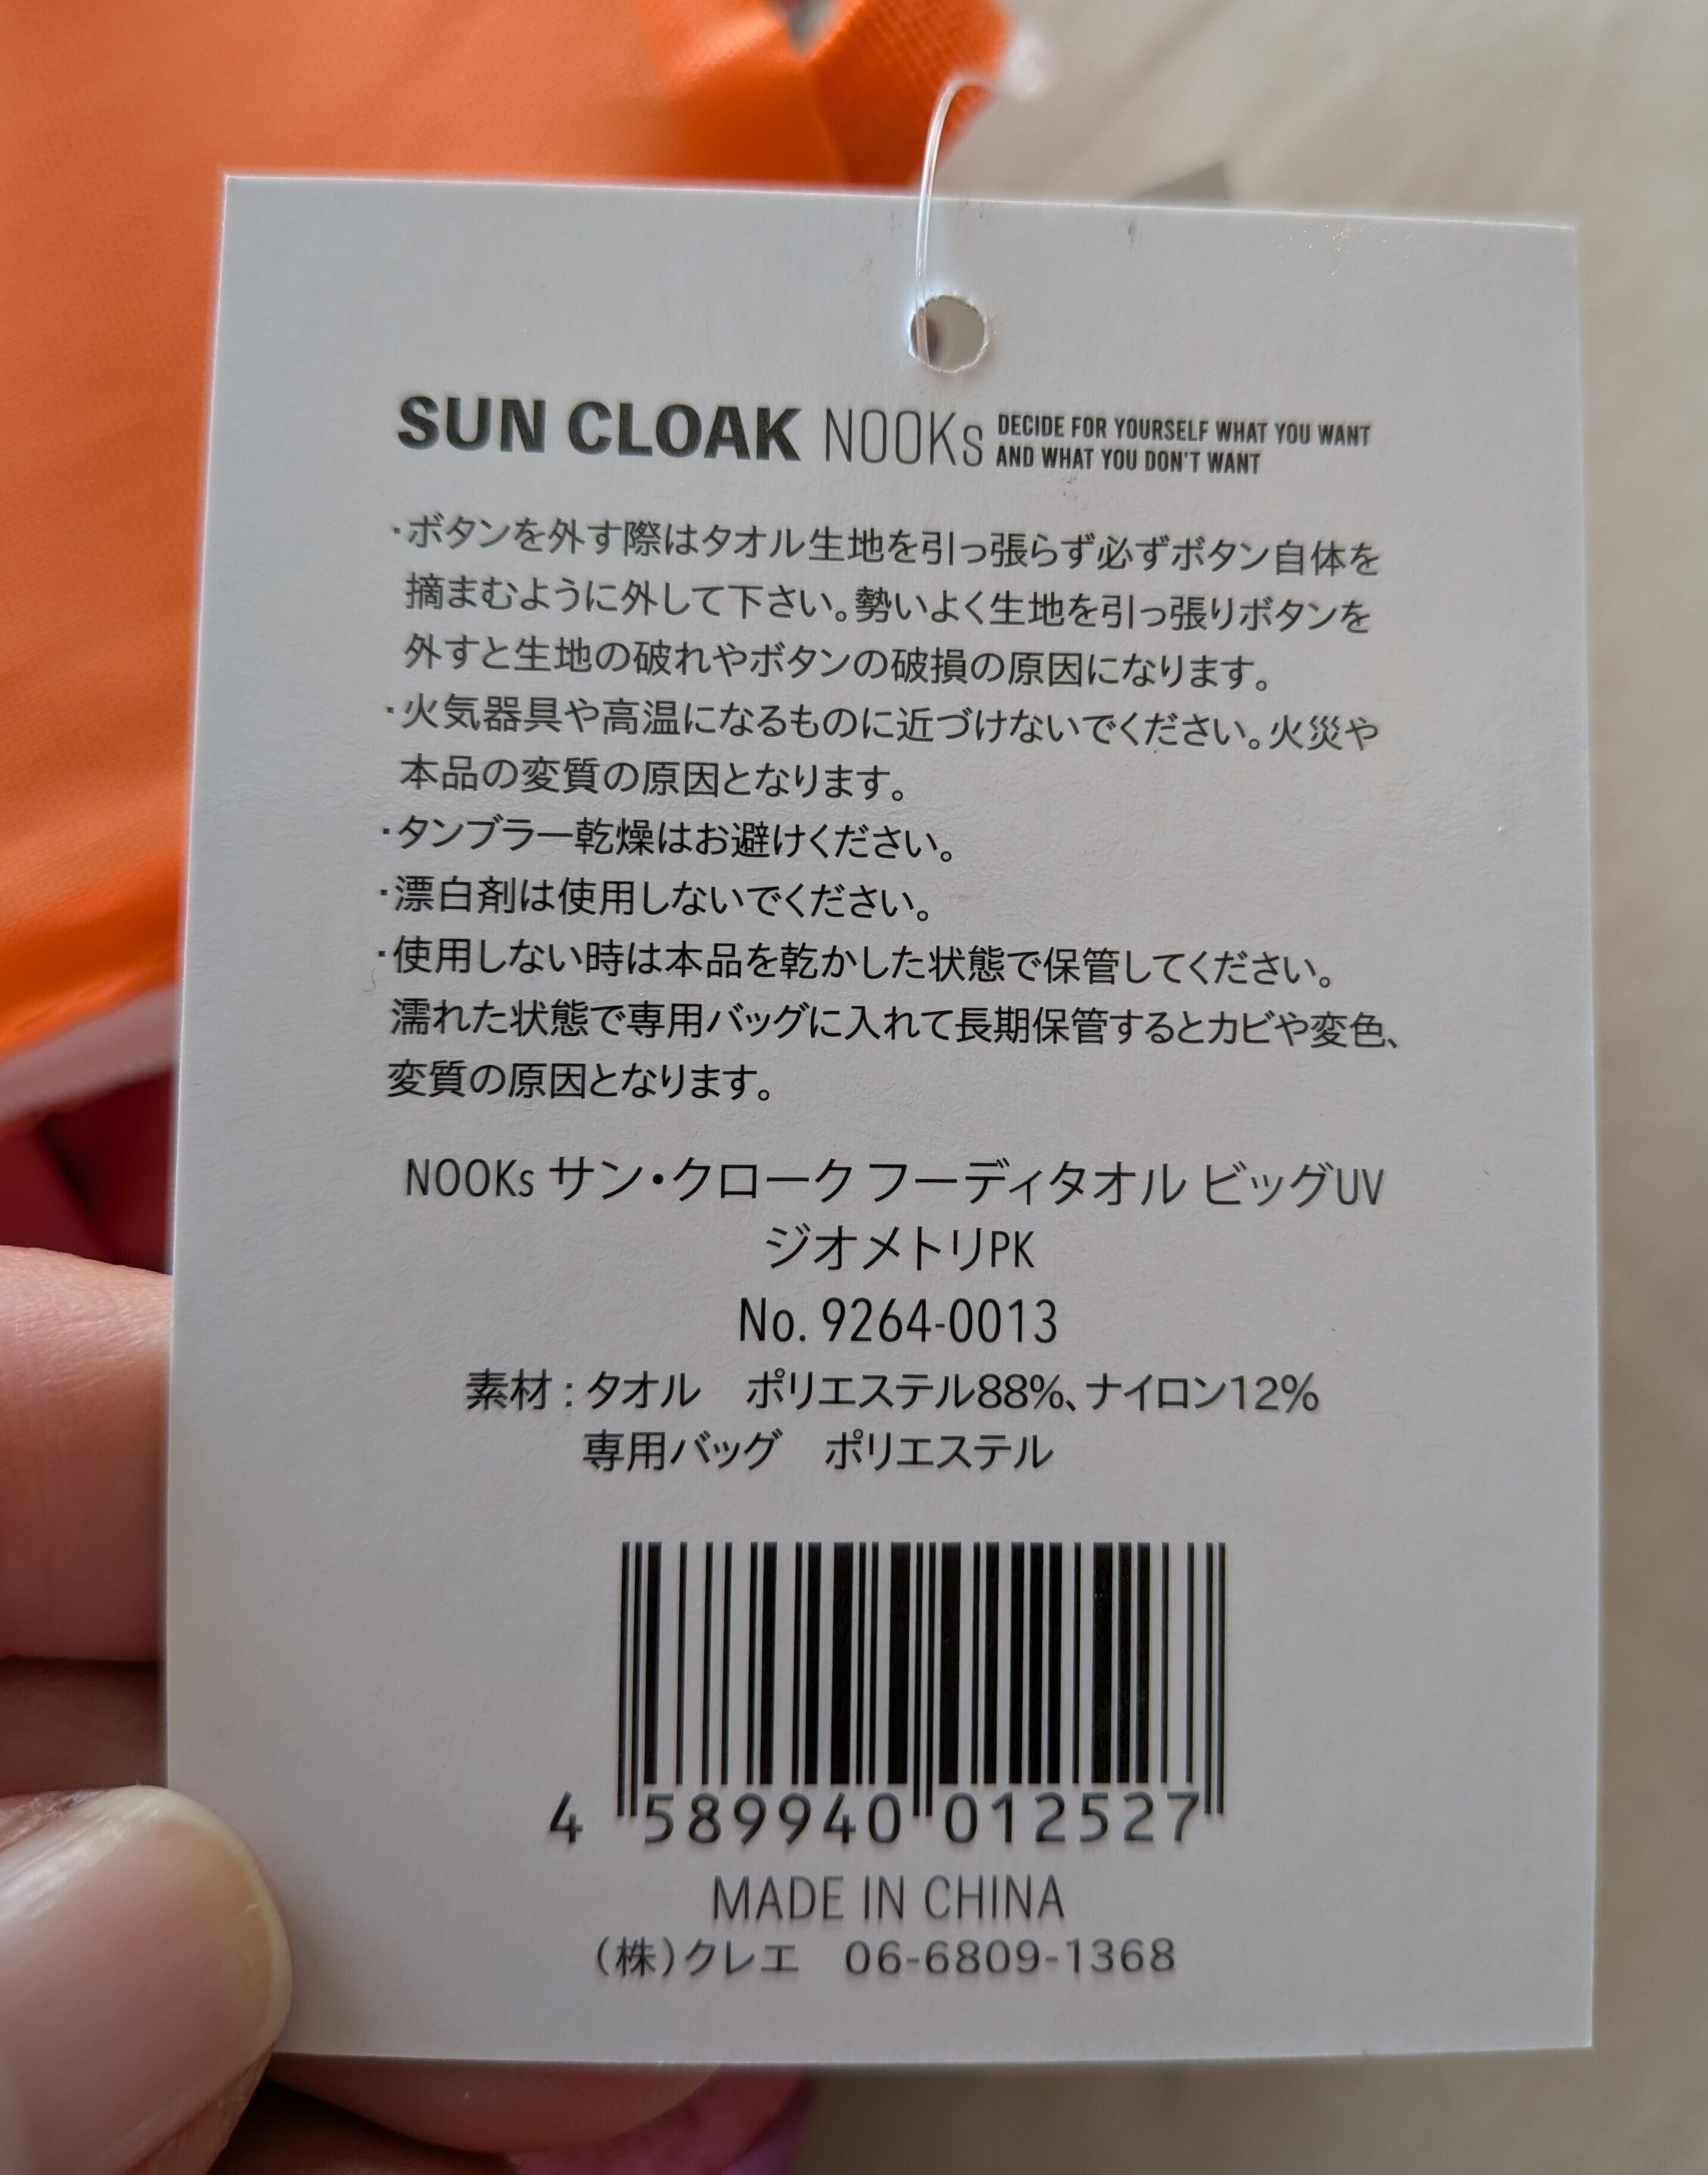 SUN CLOAK NOOKs DECIDE FOR YOURSELF WHAT YOU WANT
AND WHAT YOU DON'T WANT
・ボタンを外す際はタオル生地を引っ張らず必ずボタン自体を
摘まむように外して下さい。勢いよく生地を引っ張りボタンを
外すと生地の破れやボタンの破損の原因になります。
・火気器具や高温になるものに近づけないでください。火災や
本品の変質の原因となります。
・タンブラー乾燥はお避けください。
・漂白剤は使用しないでください。
・使用しない時は本品を乾かした状態で保管してください。
濡れた状態で専用バッグに入れて長期保管するとカビや変色、
変質の原因となります。
NOOKs サン・クローク フーディタオル ビッグUV
ジオメトリPK
No. 9264-0013
素材：タオル　ポリエステル88%、ナイロン12%
専用バッグ　ポリエステル
4 589940 012527
MADE IN CHINA
（株）クレエ　06-6809-1368